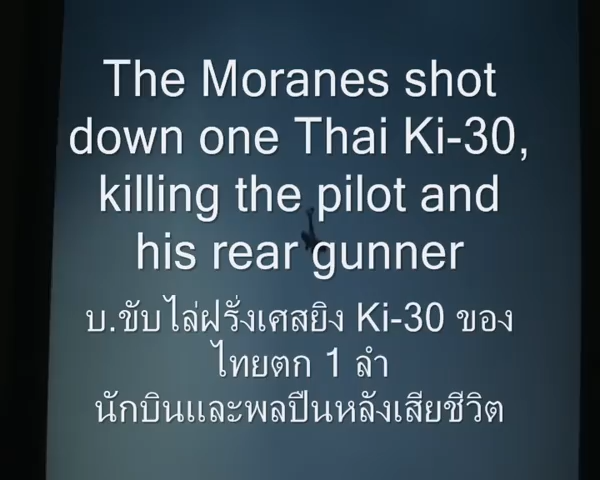 The Moranes shot
down one Thai Ki-30,
killing the pilot and
his rear gunner
บ.ขับไล่ฝรั่งเศสยิง Ki-30 ของ
ไทยตก 1 ลำ
นักบินและพลปืนหลังเสียชีวิต